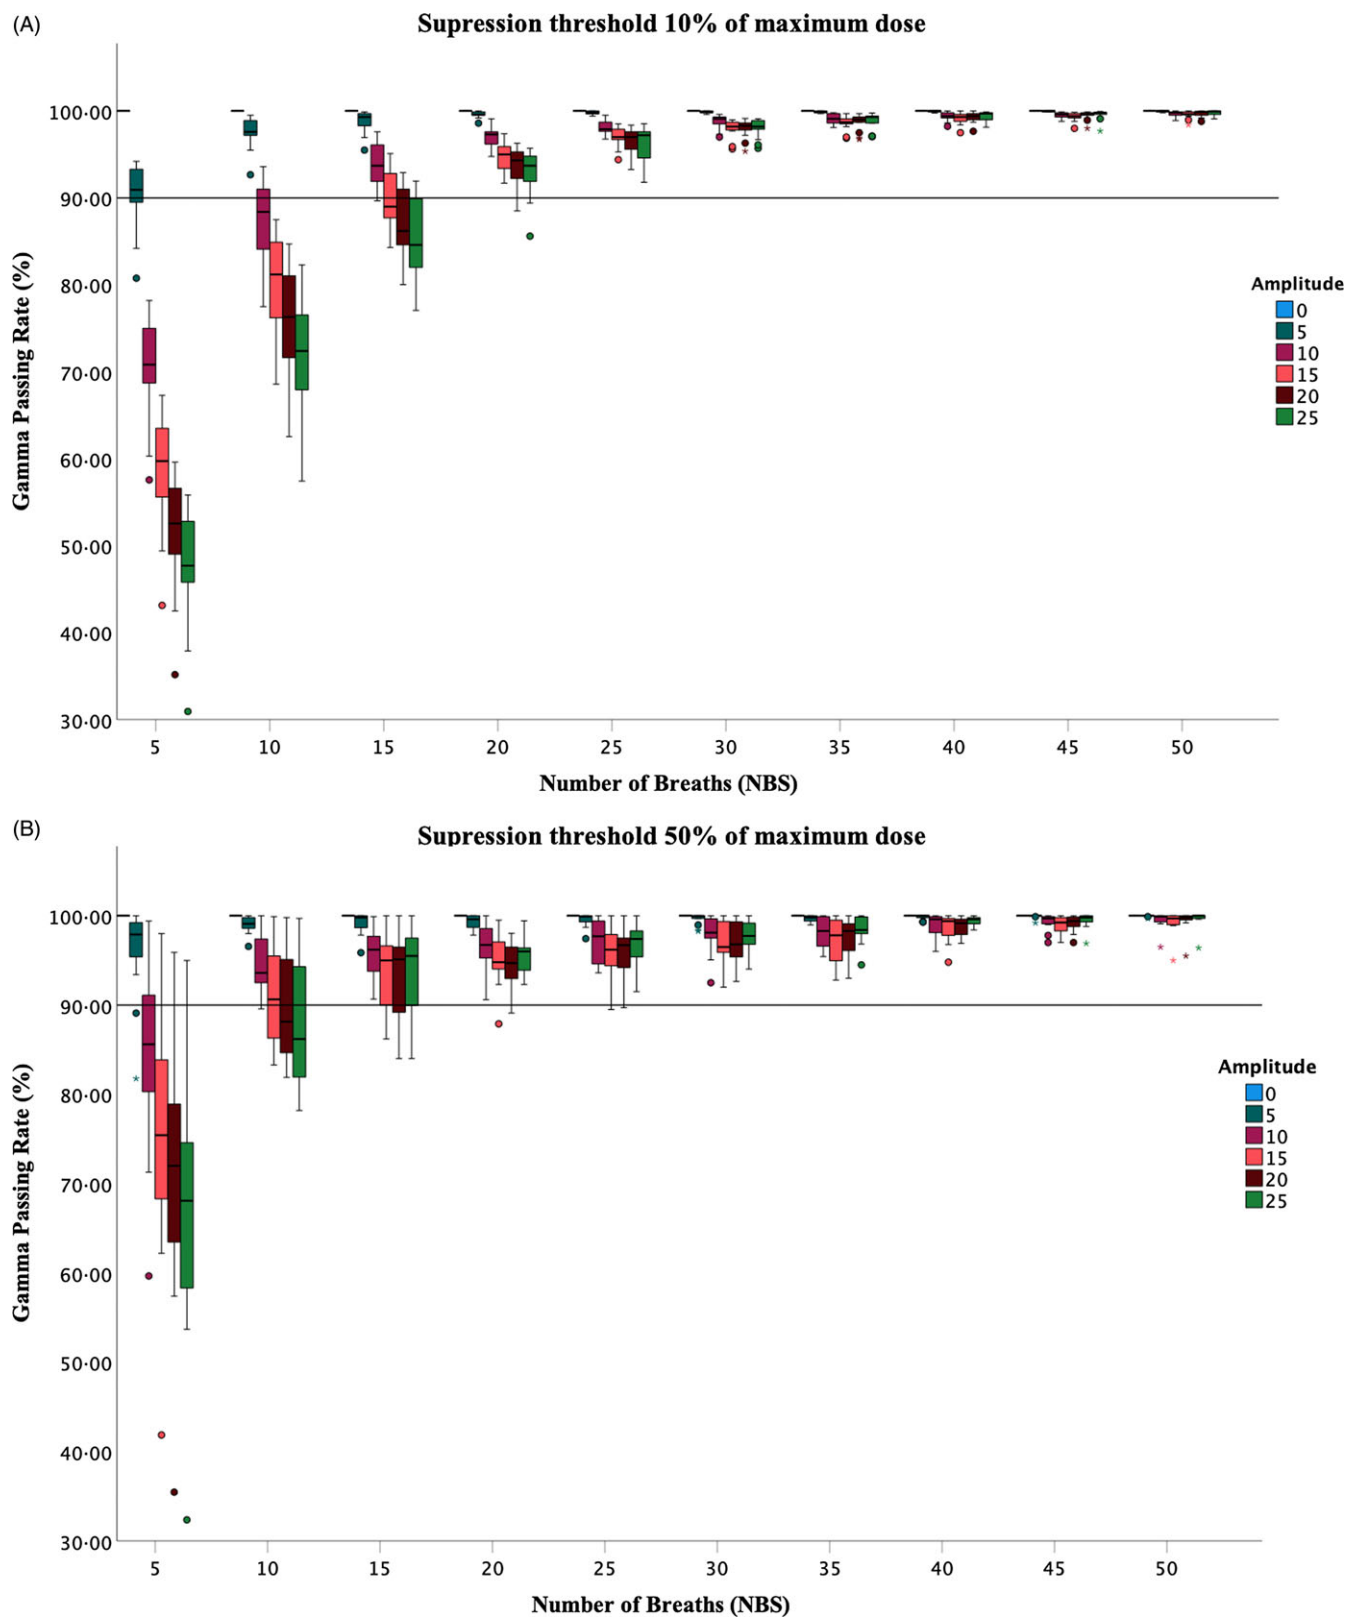 (A)
Supression threshold 10% of maximum dose
100·00
90·00
80·00
70·00
60·00
50·00
40·00
30·00
Gamma Passing Rate (%)
5 10 15 20 25 30 35 40 45 50
Number of Breaths (NBS)
Amplitude
0
5
10
15
20
25
(B)
Supression threshold 50% of maximum dose
100·00
90·00
80·00
70·00
60·00
50·00
40·00
30·00
Gamma Passing Rate (%)
5 10 15 20 25 30 35 40 45 50
Number of Breaths (NBS)
Amplitude
0
5
10
15
20
25